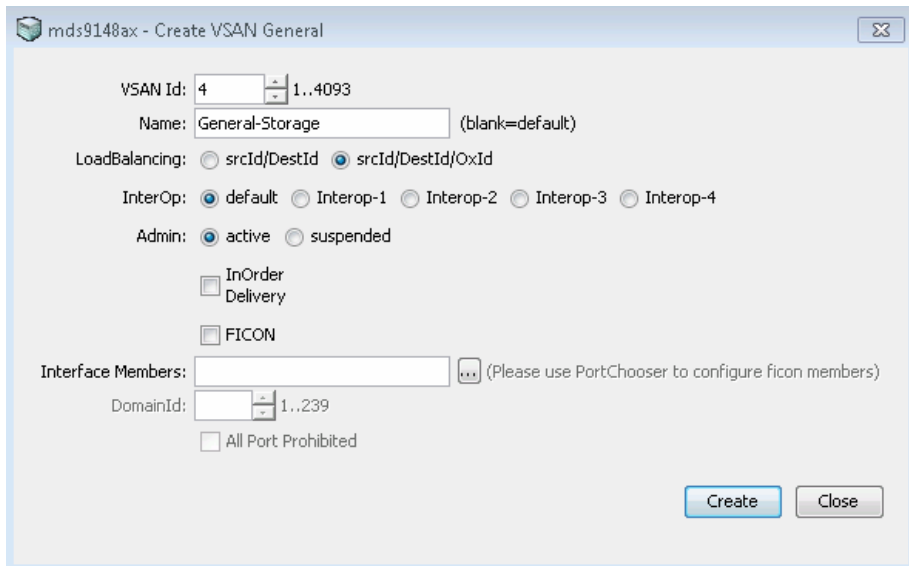 mds9148ax - Create VSAN General
VSAN Id: 4 1..4093
Name: General-Storage (blank=default)
LoadBalancing: srcId/DestId srcId/DestId/OxId
InterOp: default Interop-1 Interop-2 Interop-3 Interop-4
Admin: active suspended
InOrder
Delivery
FICON
Interface Members: ... (Please use PortChooser to configure ficon members)
DomainId: 1..239
All Port Prohibited
Create Close